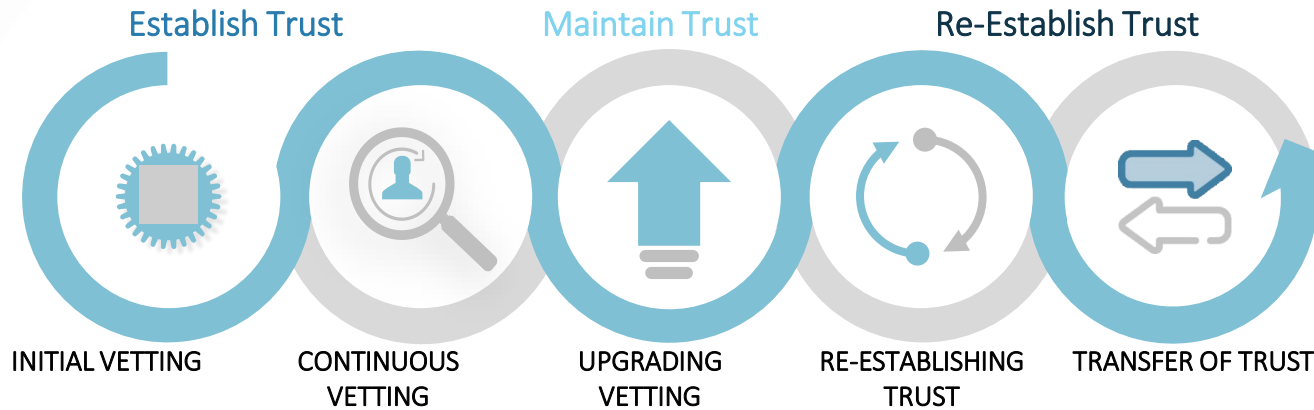 Establish Trust
Maintain Trust
Re-Establish Trust
INITIAL VETTING
CONTINUOUS
VETTING
UPGRADING
VETTING
RE-ESTABLISHING
TRUST
TRANSFER OF TRUST